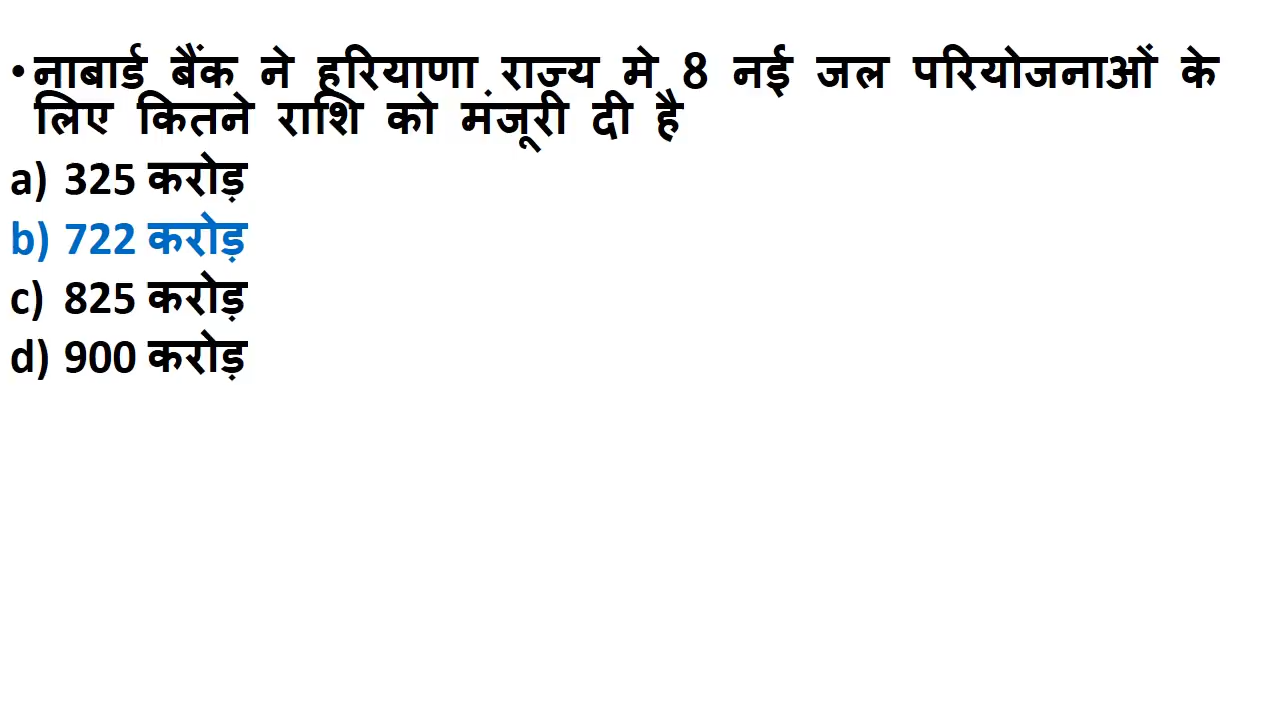 •नाबार्ड बैंक ने हरियाणा राज्य मे 8 नई जल परियोजनाओं के
लिए कितने राशि को मंजूरी दी है
a) 325 करोड़
b) 722 करोड़
c) 825 करोड़
d) 900 करोड़